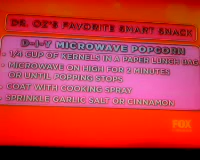 DR. OZ'S FAVORITE SMART SNACK
D-I-Y MICROWAVE POPCORN
- 1/4 CUP OF KERNELS IN A PAPER LUNCH BAG
- MICROWAVE ON HIGH FOR 2 MINUTES
OR UNTIL POPPING STOPS
- COAT WITH COOKING SPRAY
- SPRINKLE GARLIC SALT OR CINNAMON
FOX